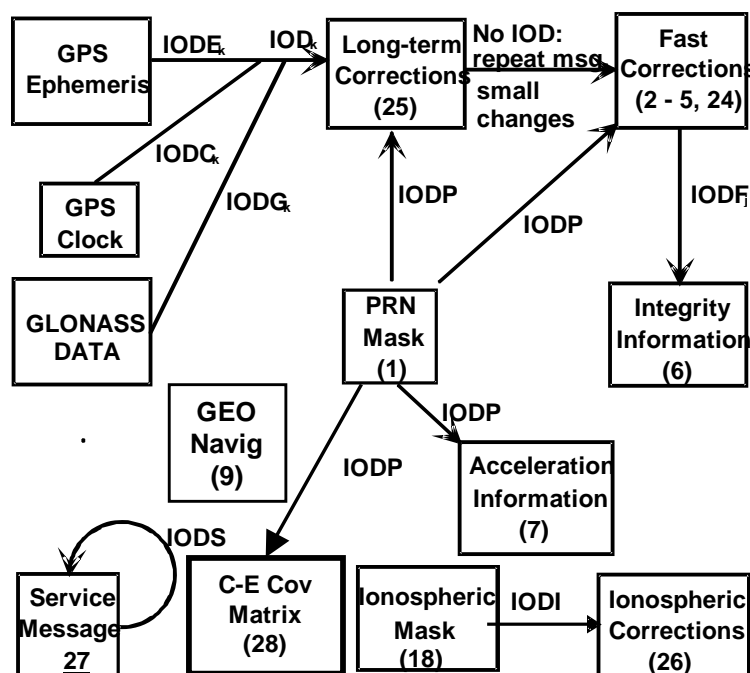 GPS
Ephemeris
IODEₖ
IODₖ
Long-term
Corrections
(25)
No IOD:
repeat msg
small
changes
Fast
Corrections
(2 - 5, 24)
IODCₖ
GPS
Clock
IODGₖ
IODP
IODP
IODFⱼ
GLONASS
DATA
PRN
Mask
(1)
Integrity
Information
(6)
GEO
Navig
(9)
IODP
IODP
Acceleration
Information
(7)
IODS
Service
Message
27
C-E Cov
Matrix
(28)
Ionospheric
Mask
(18)
IODI
Ionospheric
Corrections
(26)